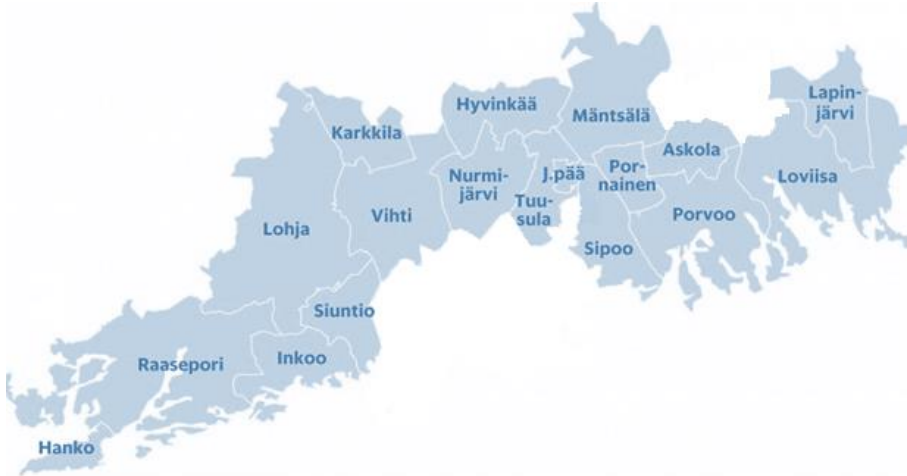 Lapin-
järvi
Hyvinkää
Mäntsälä
Karkkila
Askola
J.pää
Por-
nainen
Nurmi-
järvi
Loviisa
Tuu-
sula
Vihti
Porvoo
Lohja
Sipoo
Siuntio
Inkoo
Raasepori
Hanko